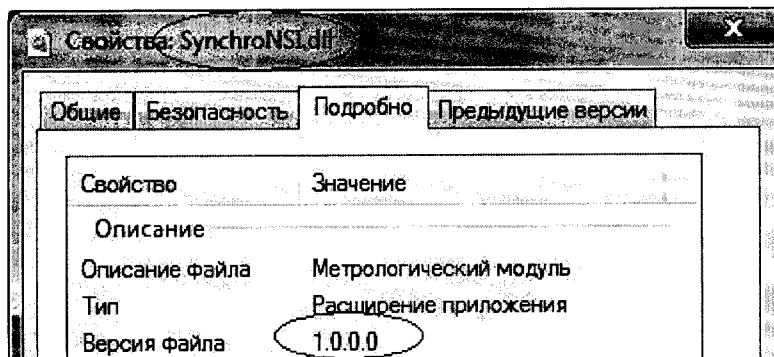 Свойства: SynchroNSI.dll
x
Общие Безопасность Подробно Предыдущие версии
Свойство Значение
Описание
Описание файла Метрологический модуль
Тип Расширение приложения
Версия файла 1.0.0.0